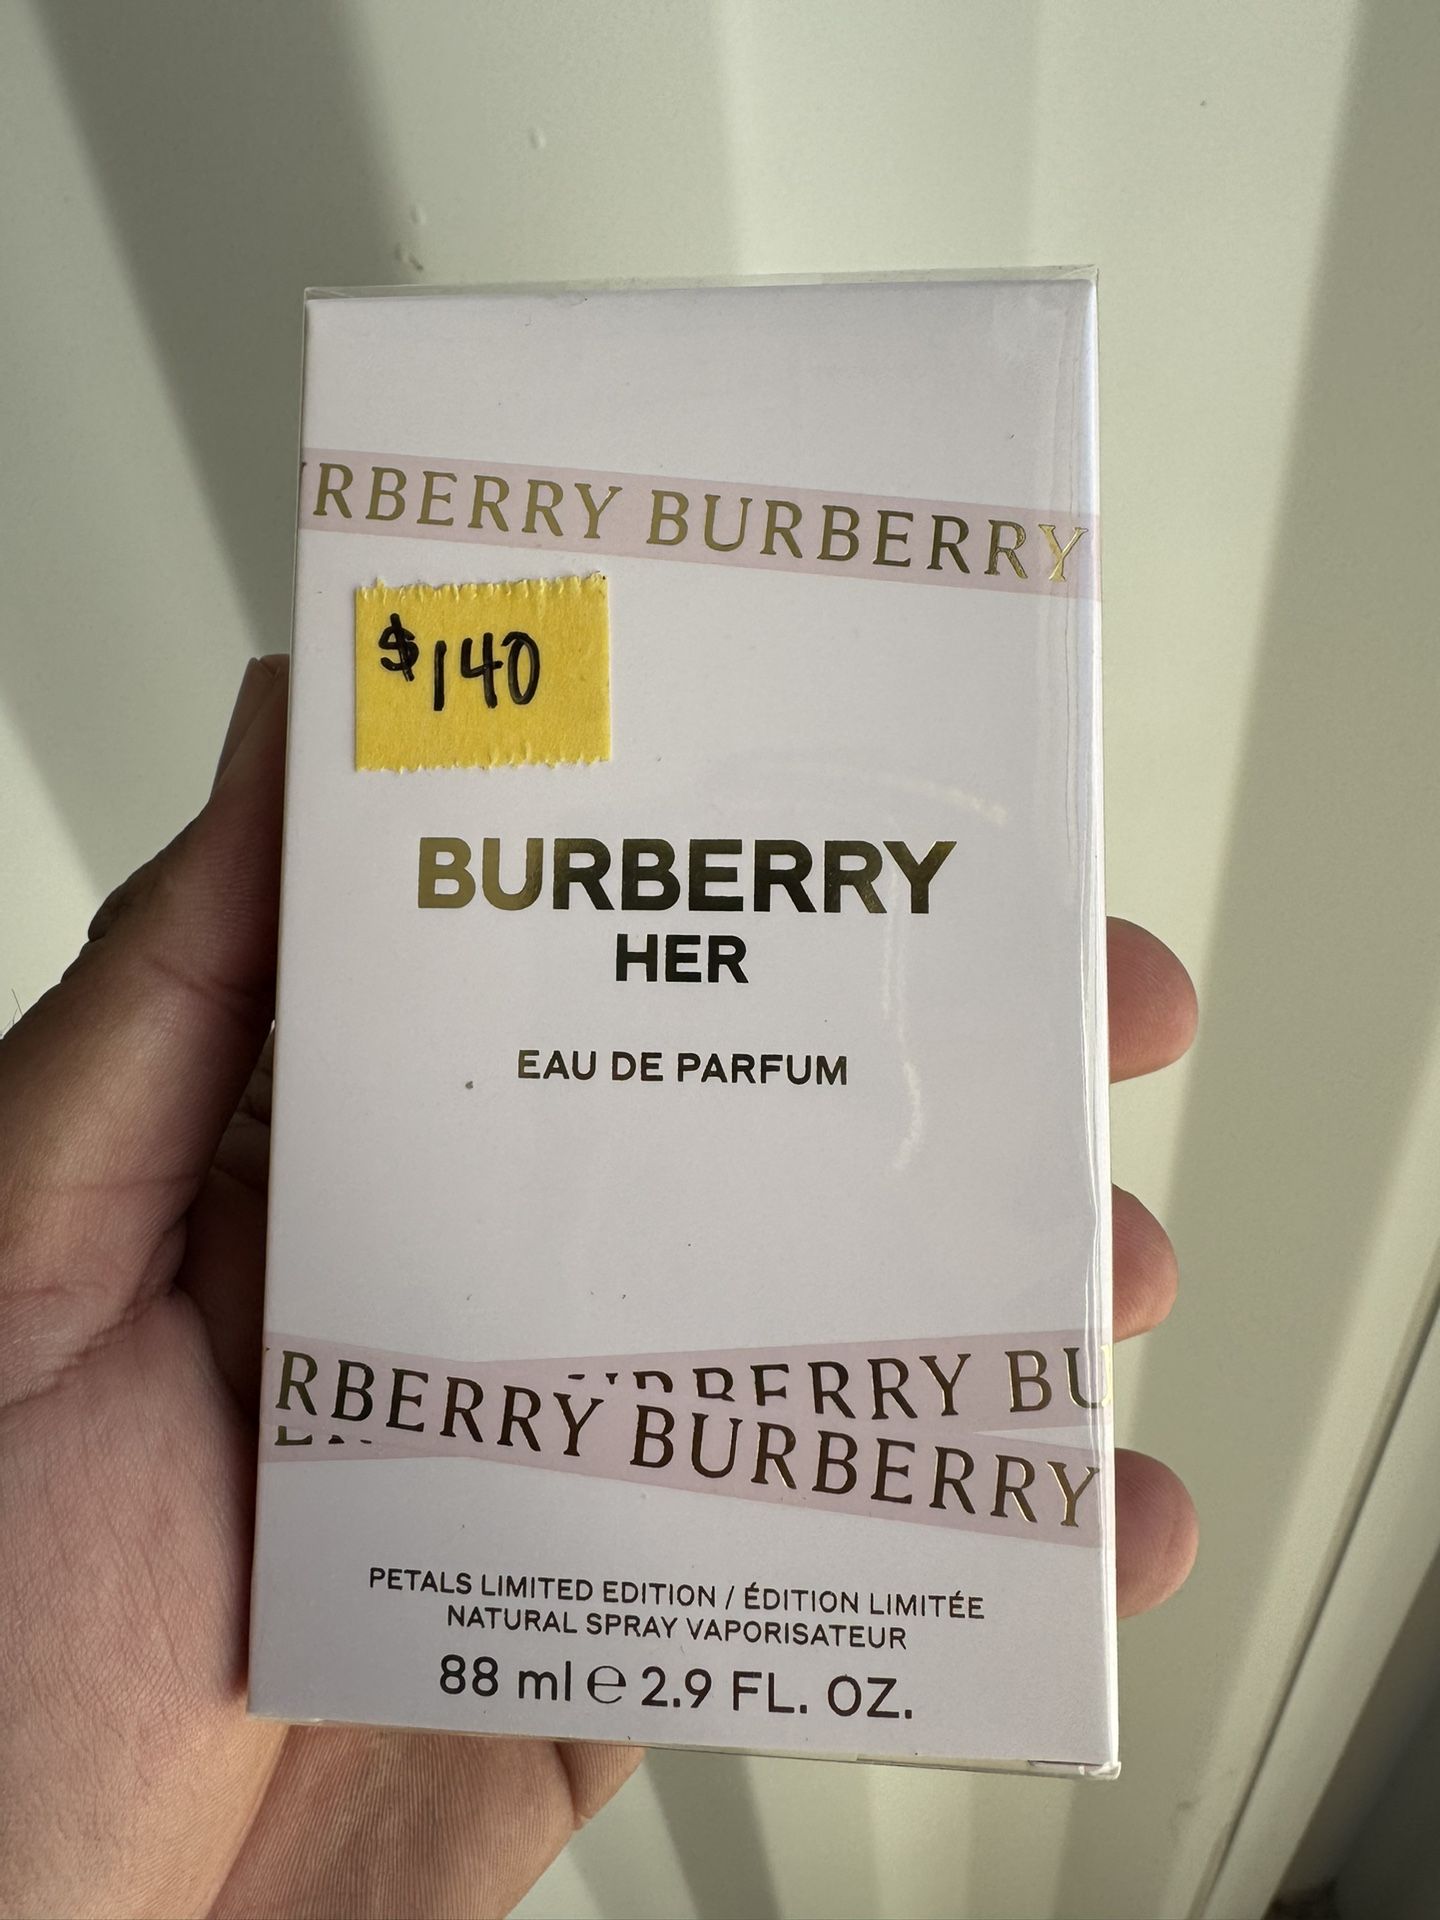 RBERRY BURBERRY
$140
BURBERRY
HER
EAU DE PARFUM
BERRY BU
RBERRY BURBERRY
PETALS LIMITED EDITION / ÉDITION LIMITÉE
NATURAL SPRAY VAPORISATEUR
88 ml ℮ 2.9 FL. OZ.